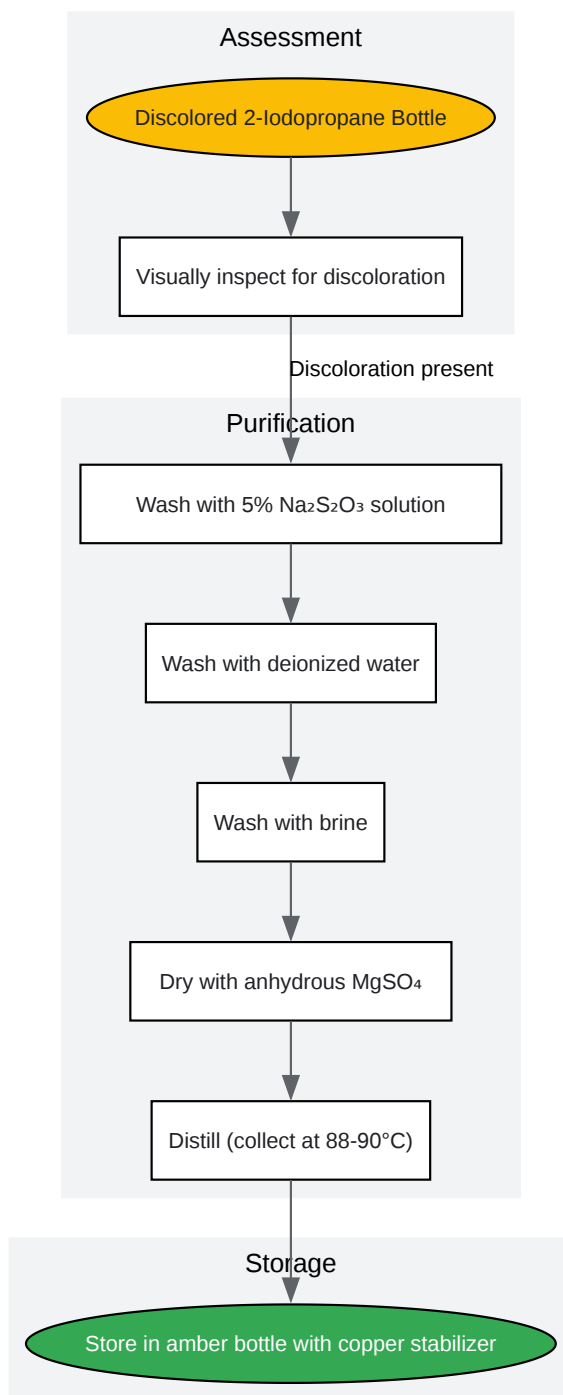 Assessment
Discolored 2-Iodopropane Bottle
Visually inspect for discoloration
Discoloration present
Purification
Wash with 5% Na₂S₂O₃ solution
Wash with deionized water
Wash with brine
Dry with anhydrous MgSO₄
Distill (collect at 88-90°C)
Storage
Store in amber bottle with copper stabilizer